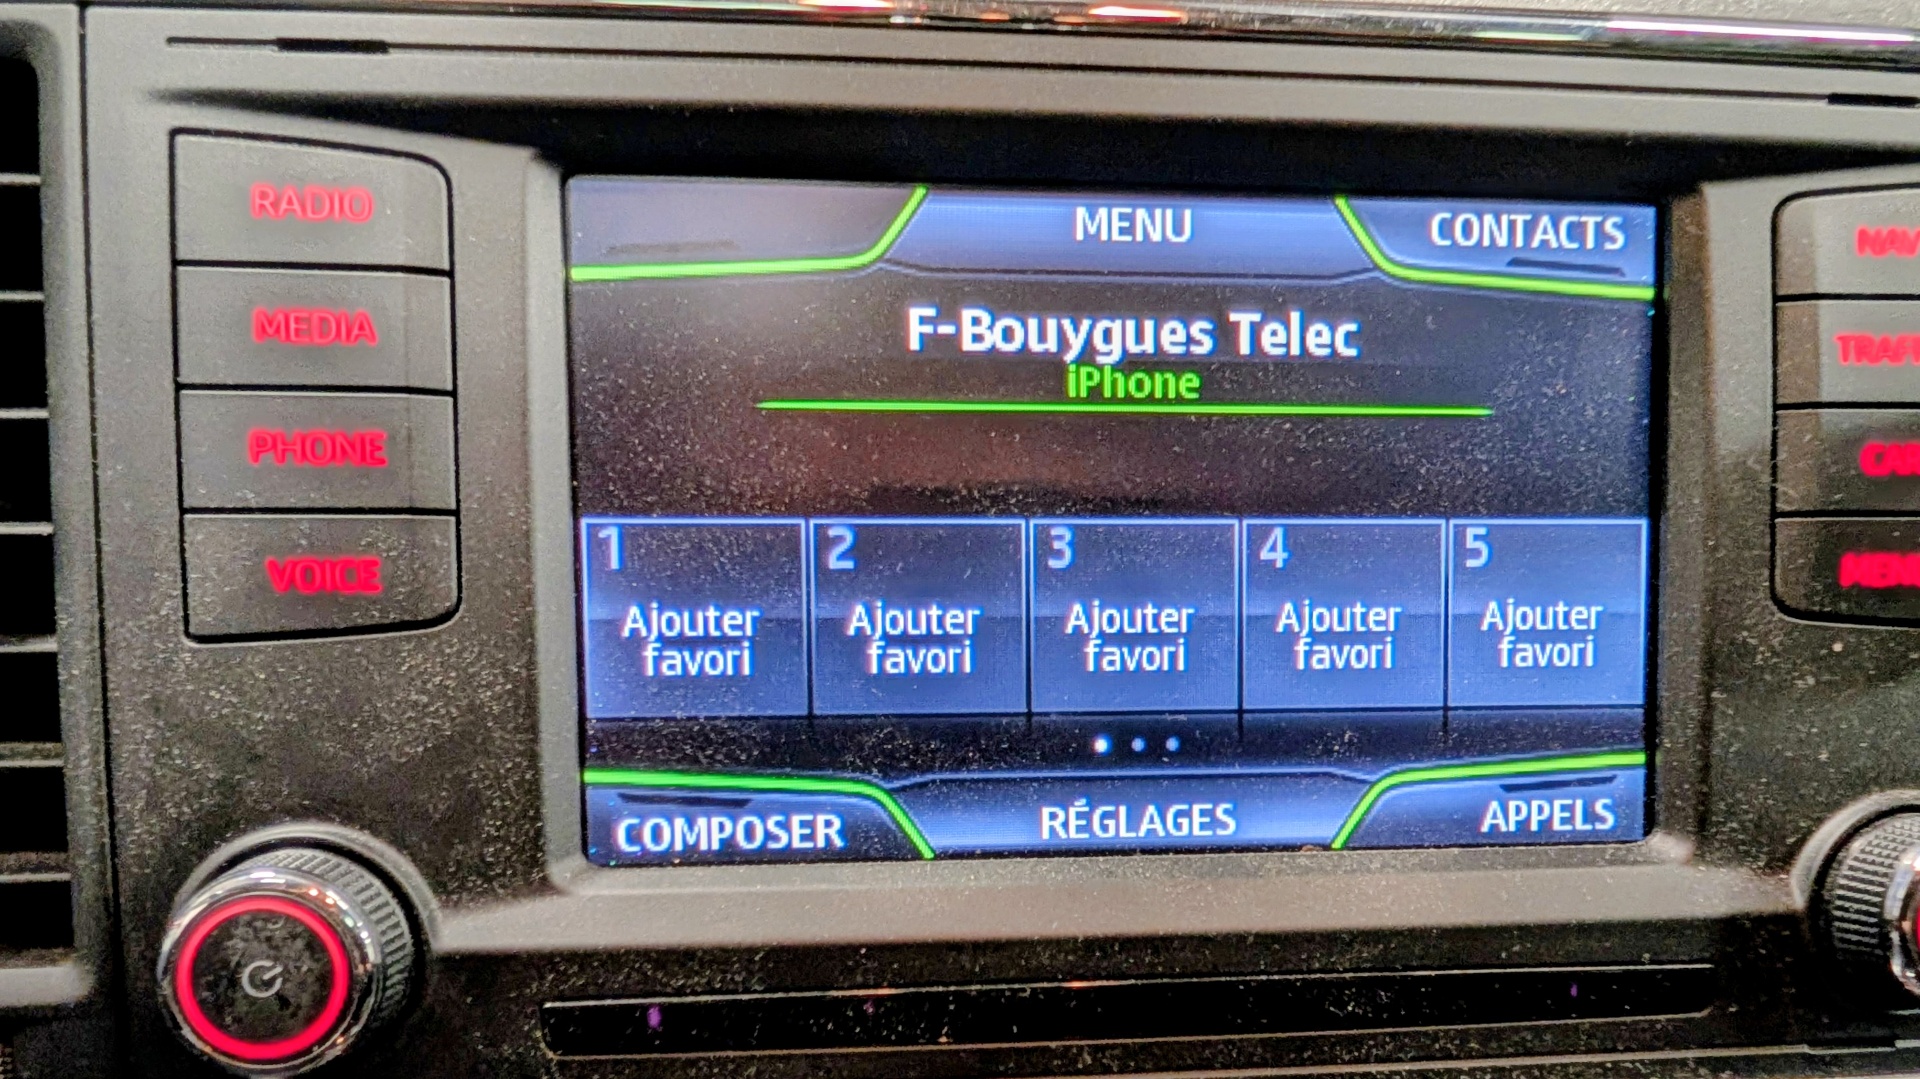 RADIO
MEDIA
PHONE
VOICE
MENU
CONTACTS
F-Bouygues Telec
iPhone
1
Ajouter
favori
2
Ajouter
favori
3
Ajouter
favori
4
Ajouter
favori
5
Ajouter
favori
COMPOSER
RÉGLAGES
APPELS